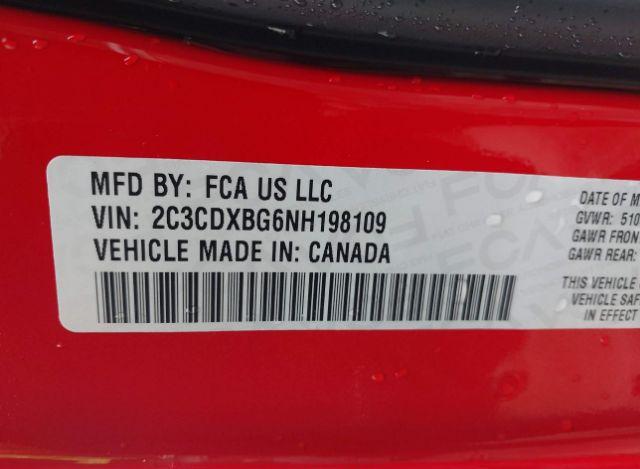 MFD BY: FCA US LLC
VIN: 2C3CDXBG6NH198109
VEHICLE MADE IN: CANADA
DATE OF M
GVWR: 510
GAWR FRON
GAWR REAR:
THIS VEHICLE
VEHICLE SAF
IN EFFECT